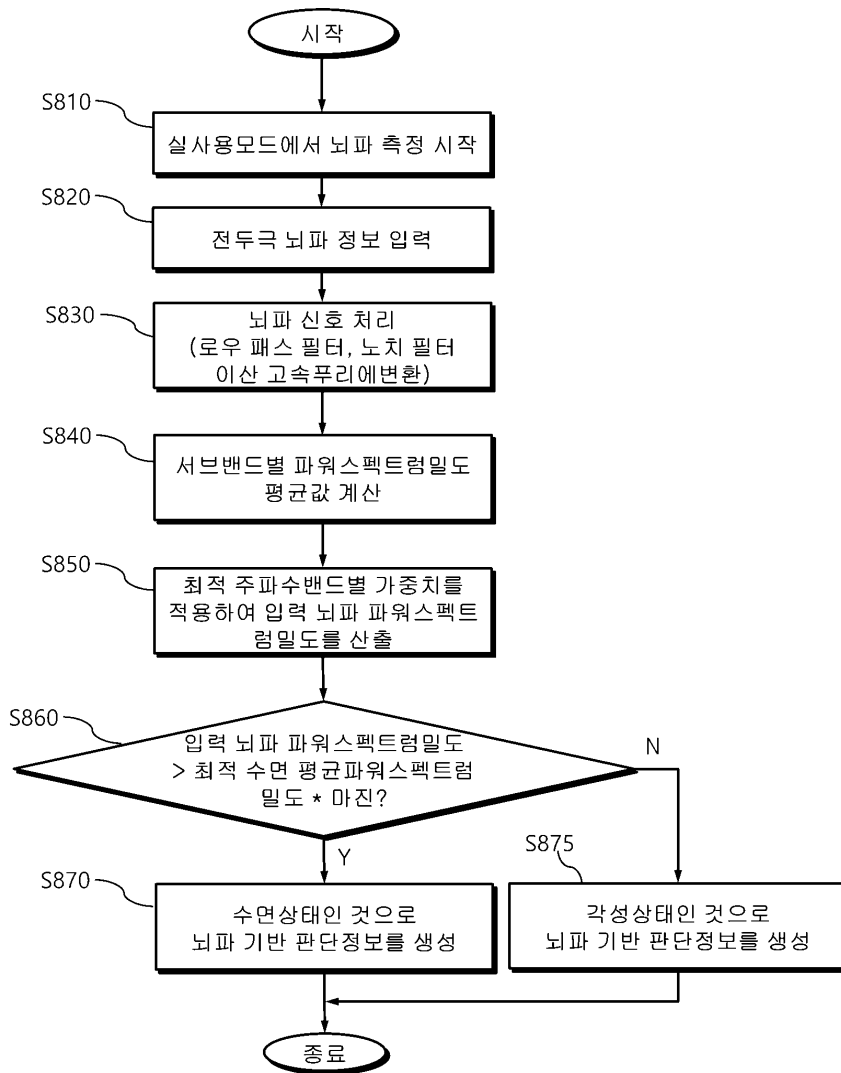 시작
S810
실사용모드에서 뇌파 측정 시작
S820
전두극 뇌파 정보 입력
S830
뇌파 신호 처리
(로우 패스 필터, 노치 필터
이산 고속푸리에변환)
S840
서브밴드별 파워스펙트럼밀도
평균값 계산
S850
최적 주파수밴드별 가중치를
적용하여 입력 뇌파 파워스펙트
럼밀도를 산출
S860
입력 뇌파 파워스펙트럼밀도
> 최적 수면 평균파워스펙트럼
밀도 * 마진?
N
Y
S870
수면상태인 것으로
뇌파 기반 판단정보를 생성
S875
각성상태인 것으로
뇌파 기반 판단정보를 생성
종료